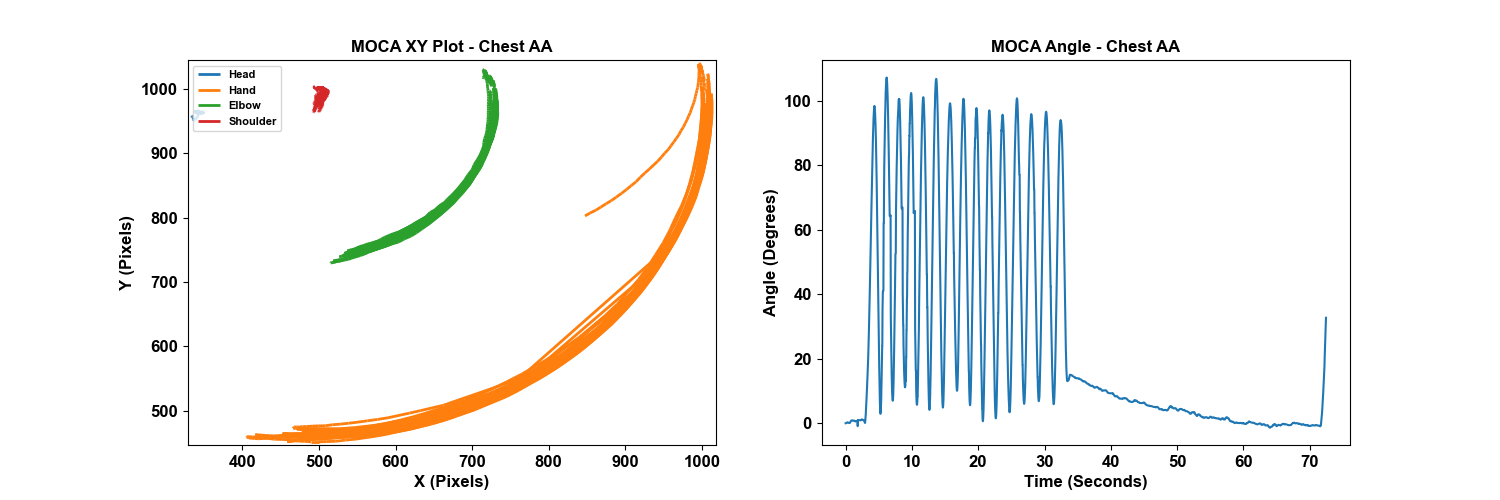 MOCA XY Plot - Chest AA
Head
Hand
Elbow
Shoulder
1000
900
800
700
600
500
Y (Pixels)
400 500 600 700 800 900 1000
X (Pixels)
MOCA Angle - Chest AA
100
80
60
40
20
0
Angle (Degrees)
0 10 20 30 40 50 60 70
Time (Seconds)